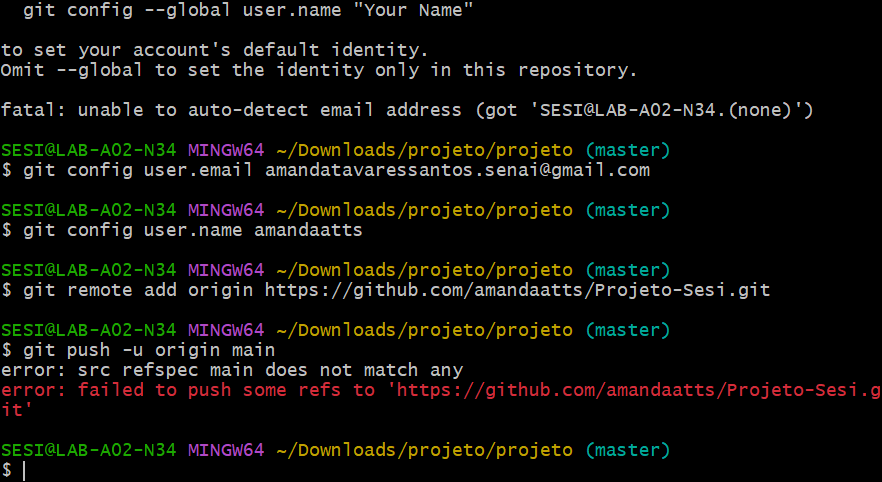 git config --global user.name "Your Name"
to set your account's default identity.
Omit --global to set the identity only in this repository.
fatal: unable to auto-detect email address (got 'SESI@LAB-A02-N34.(none)')
SESI@LAB-A02-N34 MINGW64 ~/Downloads/projeto/projeto (master)
$ git config user.email amandatavaressantos.senai@gmail.com
SESI@LAB-A02-N34 MINGW64 ~/Downloads/projeto/projeto (master)
$ git config user.name amandaatts
SESI@LAB-A02-N34 MINGW64 ~/Downloads/projeto/projeto (master)
$ git remote add origin https://github.com/amandaatts/Projeto-Sesi.git
SESI@LAB-A02-N34 MINGW64 ~/Downloads/projeto/projeto (master)
$ git push -u origin main
error: src refspec main does not match any
error: failed to push some refs to 'https://github.com/amandaatts/Projeto-Sesi.g
it'
SESI@LAB-A02-N34 MINGW64 ~/Downloads/projeto/projeto (master)
$